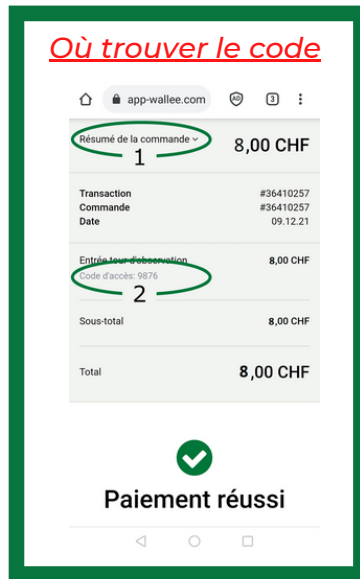 Où trouver le code
app-wallee.com
3
Résumé de la commande
8,00 CHF
1
Transaction #36410257
Commande #36410257
Date 09.12.21
Entrée tour d'observation 8,00 CHF
Code d'accès: 9876
2
Sous-total 8,00 CHF
Total 8,00 CHF
Paiement réussi